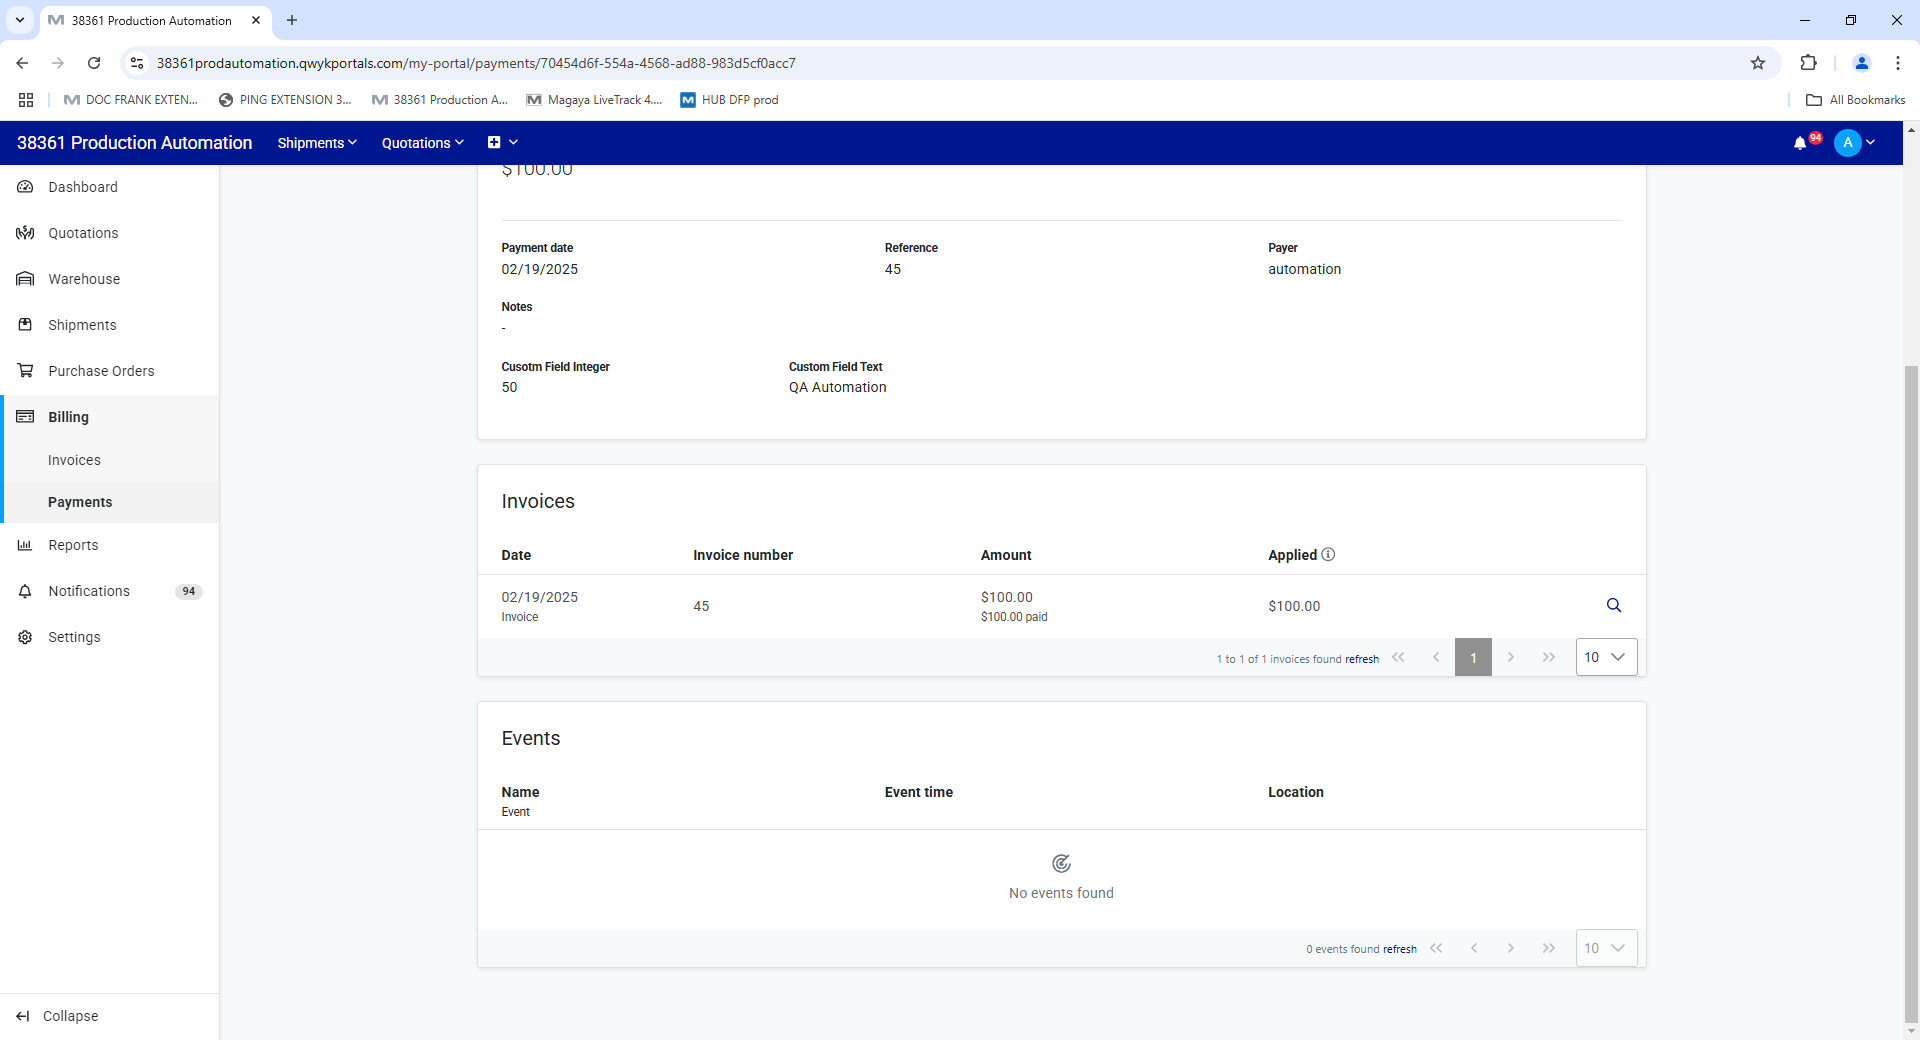 38361 Production Automation
38361prodautomation.qwykportals.com/my-portal/payments/70454d6f-554a-4568-ad88-983d5cf0acc7
DOC FRANK EXTEN...
PING EXTENSION 3...
38361 Production A...
Magaya LiveTrack 4....
HUB DFP prod
All Bookmarks
38361 Production Automation
Shipments
Quotations
94
A
Dashboard
Quotations
Warehouse
Shipments
Purchase Orders
Billing
Invoices
Payments
Reports
Notifications 94
Settings
Collapse
$100.00
Payment date Reference Payer
02/19/2025 45 automation
Notes
-
Cusotm Field Integer Custom Field Text
50 QA Automation
Invoices
Date Invoice number Amount Applied
02/19/2025 45 $100.00 $100.00
Invoice $100.00 paid
1 to 1 of 1 invoices found refresh 1 10
Events
Name Event time Location
Event
No events found
0 events found refresh 10